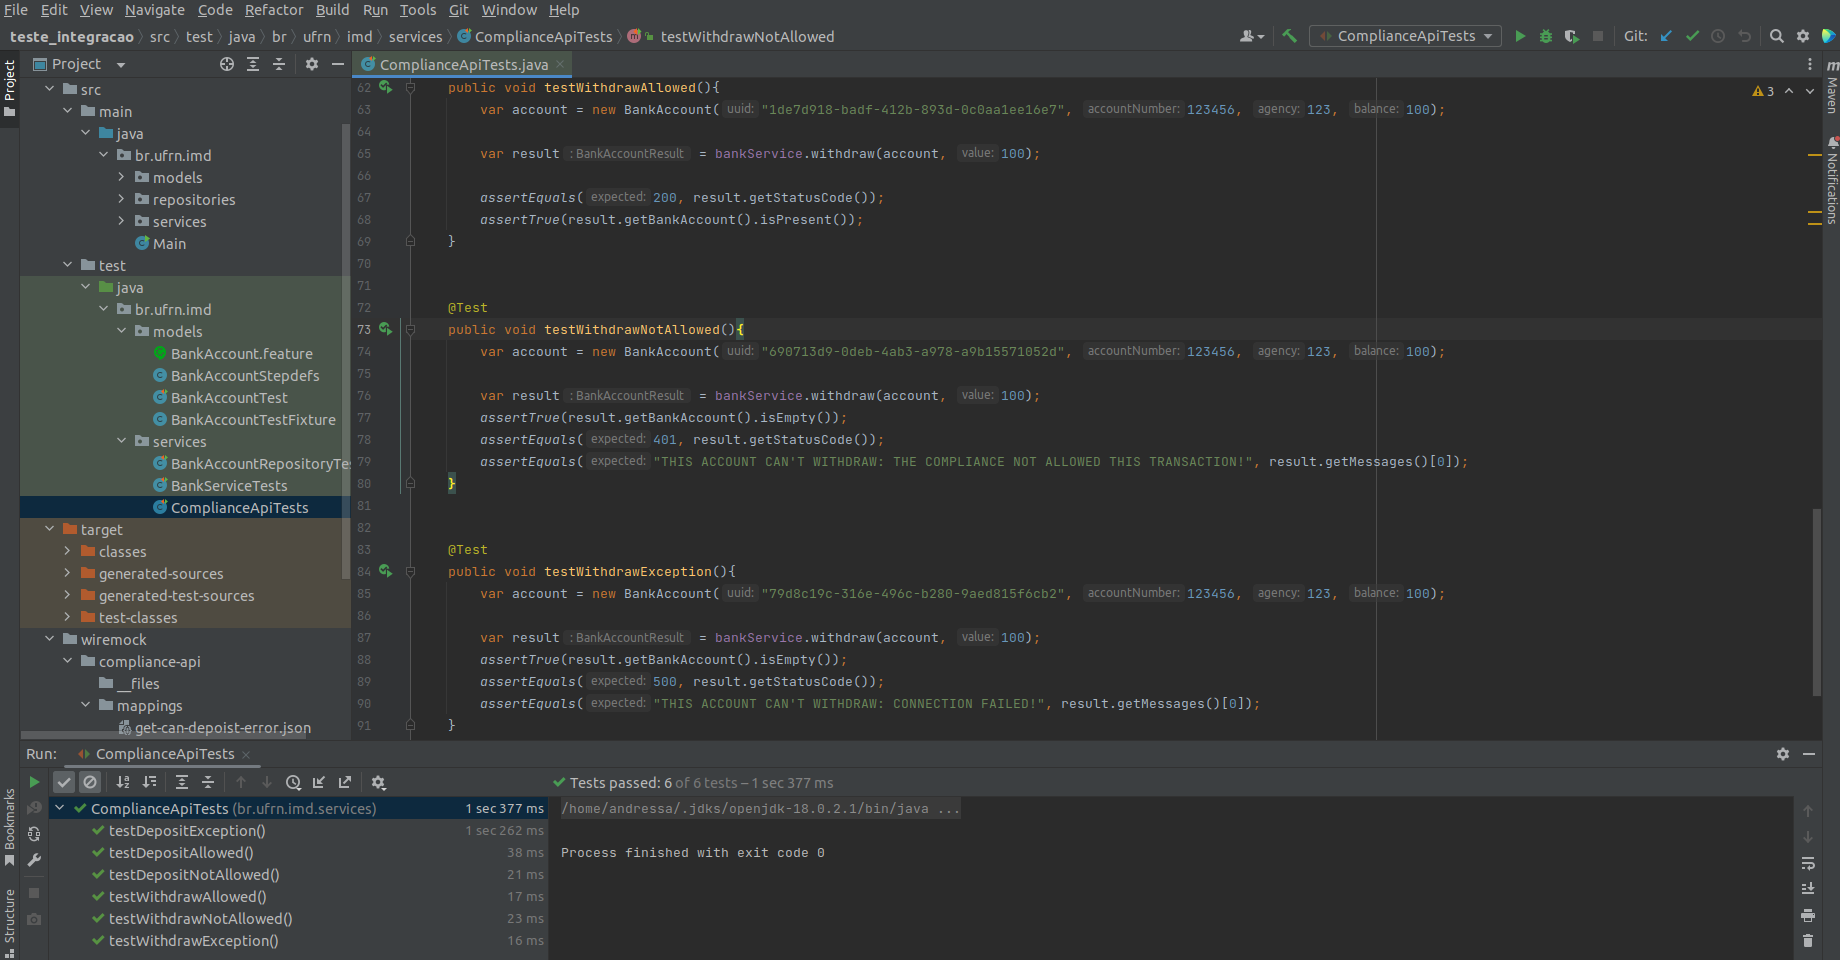 File Edit View Navigate Code Refactor Build Run Tools Git Window Help
teste_integracao src test java br ufrn imd services ComplianceApiTests testWithdrawNotAllowed ComplianceApiTests Git:
Project
ComplianceApiTests.java
src
main
java
br.ufrn.imd
models
repositories
services
Main
test
java
br.ufrn.imd
models
BankAccount.feature
BankAccountStepdefs
BankAccountTest
BankAccountTestFixture
services
BankAccountRepositoryTes
BankServiceTests
ComplianceApiTests
target
classes
generated-sources
generated-test-sources
test-classes
wiremock
compliance-api
__files
mappings
get-can-depoist-error.json
3
62 public void testWithdrawAllowed(){
63 var account = new BankAccount( uuid: "1de7d918-badf-412b-893d-0c0aa1ee16e7", accountNumber: 123456, agency: 123, balance: 100);
64
65 var result : BankAccountResult = bankService.withdraw(account, value: 100);
66
67 assertEquals( expected: 200, result.getStatusCode());
68 assertTrue(result.getBankAccount().isPresent());
69 }
70
71
72 @Test
73 public void testWithdrawNotAllowed(){
74 var account = new BankAccount( uuid: "690713d9-0deb-4ab3-a978-a9b15571052d", accountNumber: 123456, agency: 123, balance: 100);
75
76 var result : BankAccountResult = bankService.withdraw(account, value: 100);
77 assertTrue(result.getBankAccount().isEmpty());
78 assertEquals( expected: 401, result.getStatusCode());
79 assertEquals( expected: "THIS ACCOUNT CAN'T WITHDRAW: THE COMPLIANCE NOT ALLOWED THIS TRANSACTION!", result.getMessages()[0]);
80 }
81
82
83 @Test
84 public void testWithdrawException(){
85 var account = new BankAccount( uuid: "79d8c19c-316e-496c-b280-9aed815f6cb2", accountNumber: 123456, agency: 123, balance: 100);
86
87 var result : BankAccountResult = bankService.withdraw(account, value: 100);
88 assertTrue(result.getBankAccount().isEmpty());
89 assertEquals( expected: 500, result.getStatusCode());
90 assertEquals( expected: "THIS ACCOUNT CAN'T WITHDRAW: CONNECTION FAILED!", result.getMessages()[0]);
91 }
Project
Bookmarks
Structure
m Maven
Notifications
Run: ComplianceApiTests
Tests passed: 6 of 6 tests – 1 sec 377 ms
ComplianceApiTests (br.ufrn.imd.services) 1 sec 377 ms
testDepositException() 1 sec 262 ms
testDepositAllowed() 38 ms
testDepositNotAllowed() 21 ms
testWithdrawAllowed() 17 ms
testWithdrawNotAllowed() 23 ms
testWithdrawException() 16 ms
/home/andressa/.jdks/openjdk-18.0.2.1/bin/java ...
Process finished with exit code 0